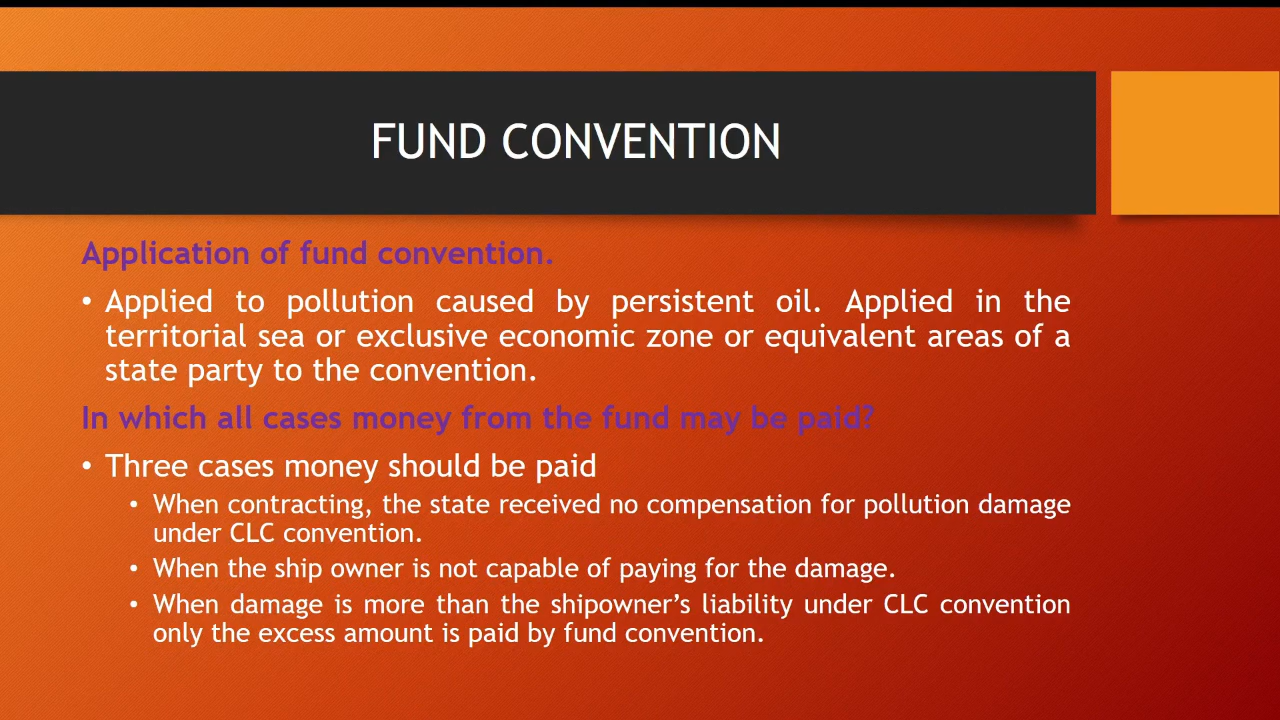 FUND CONVENTION
Application of fund convention.
• Applied to pollution caused by persistent oil. Applied in the
territorial sea or exclusive economic zone or equivalent areas of a
state party to the convention.
In which all cases money from the fund may be paid?
• Three cases money should be paid
• When contracting, the state received no compensation for pollution damage
under CLC convention.
• When the ship owner is not capable of paying for the damage.
• When damage is more than the shipowner’s liability under CLC convention
only the excess amount is paid by fund convention.